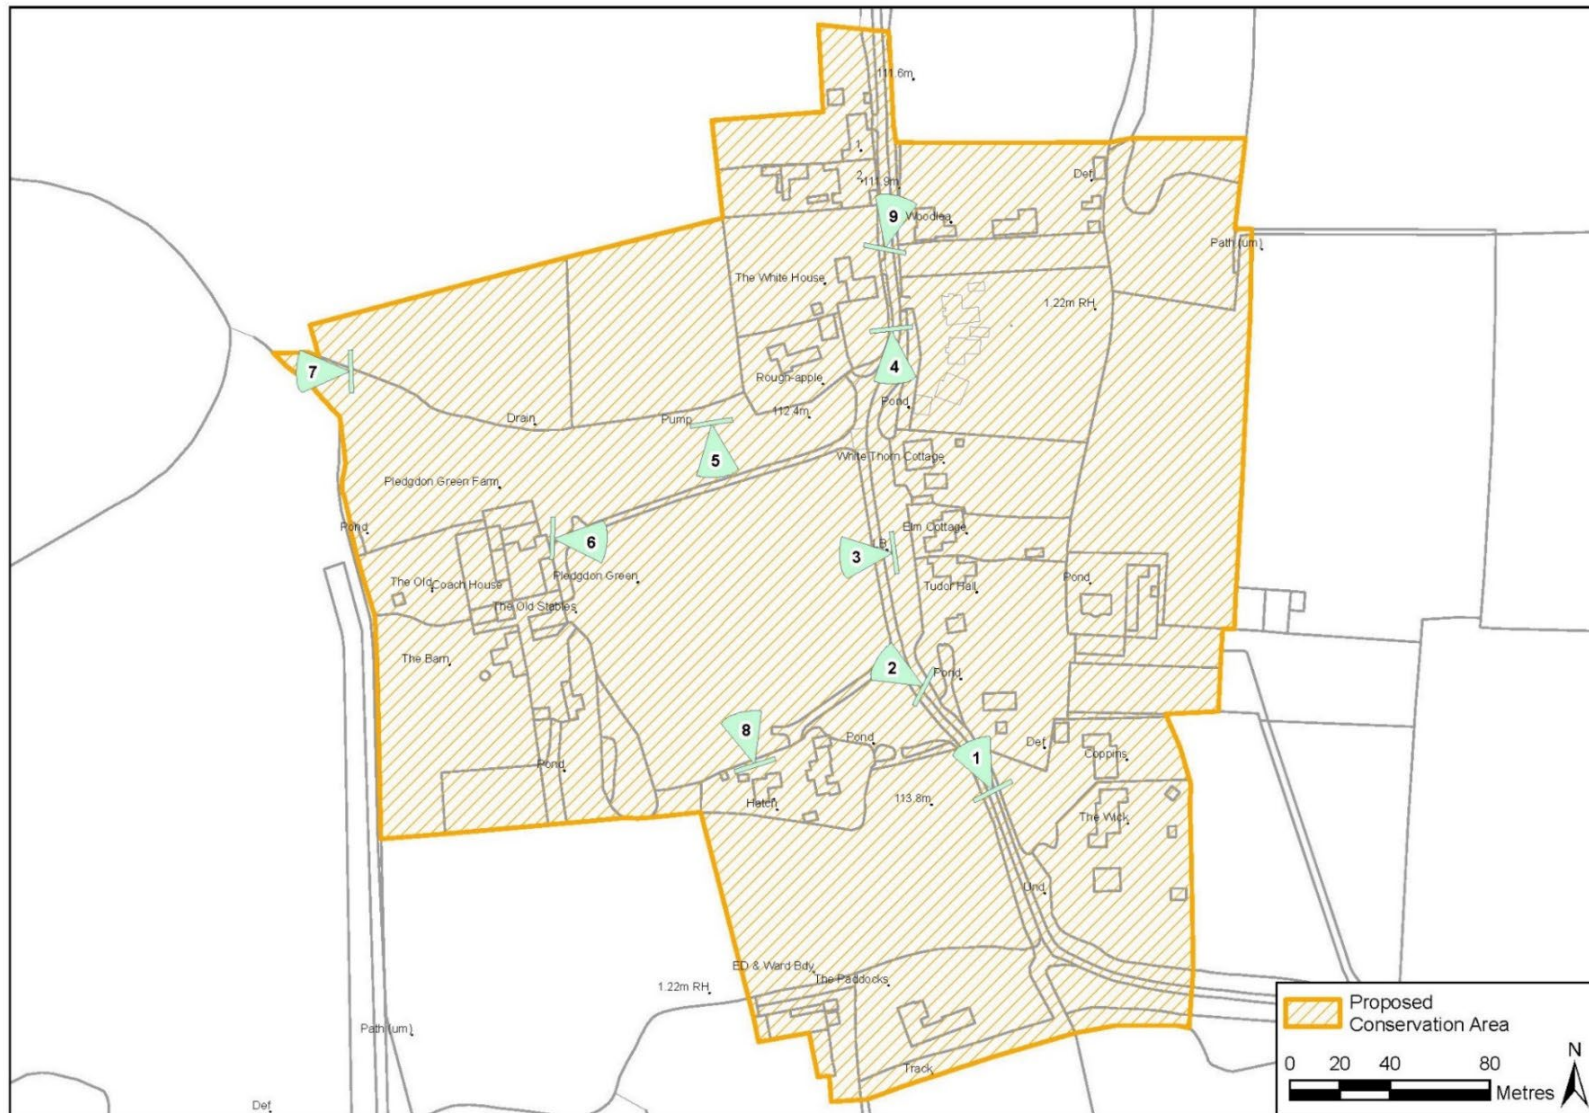 111.6m
1
2
111.9m
Def
9
Woodlea
Path (um)
The White House
1.22m RH
7
4
Rough-apple
Pond
112.4m
Drain
Pump
5
White Thorn Cottage
Pledgdon Green Farm
Pond
Elm Cottage
6
3
LB
Pledgdon Green
The Old
Coach House
Tudor Hall
Pond
The Old Stables
The Barn
2
Pond
8
Pond
Def
1
Coppins
Pond
Hatch
113.8m
The Wick
Und
ED & Ward Bdy
The Paddocks
1.22m RH
Path (um)
Track
Def
Proposed
Conservation Area
0 20 40 80
Metres
N